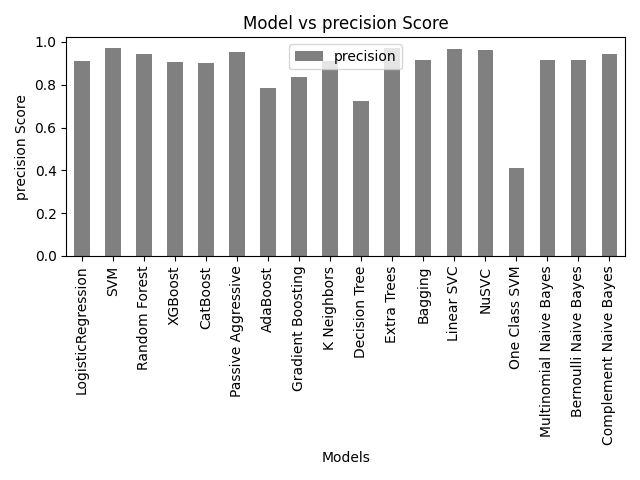 Model vs precision Score
precision
precision Score
1.0
0.8
0.6
0.4
0.2
0.0
LogisticRegression
SVM
Random Forest
XGBoost
CatBoost
Passive Aggressive
AdaBoost
Gradient Boosting
K Neighbors
Decision Tree
Extra Trees
Bagging
Linear SVC
NuSVC
One Class SVM
Multinomial Naive Bayes
Bernoulli Naive Bayes
Complement Naive Bayes
Models